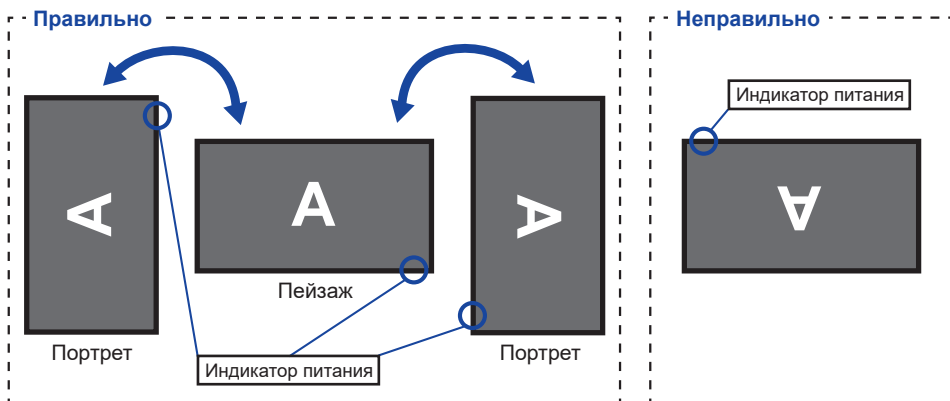 Правильно
Неправильно
Индикатор питания
A
A
A
A
Пейзаж
Портрет
Портрет
Индикатор питания